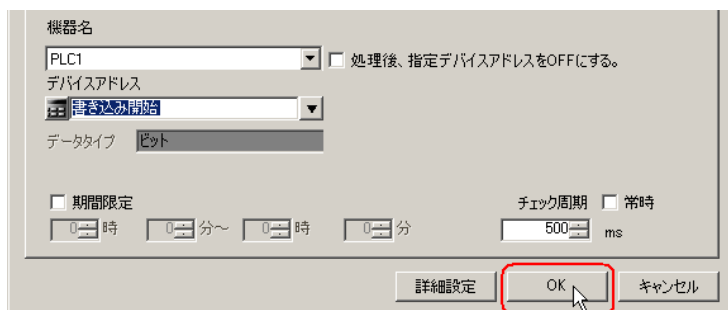 機器名
PLC1 処理後、指定デバイスアドレスをOFFにする。
デバイスアドレス
書き込み開始
データタイプ ビット
期間限定 チェック周期 常時
0 時 0 分～ 0 時 0 分 500 ms
詳細設定 OK キャンセル